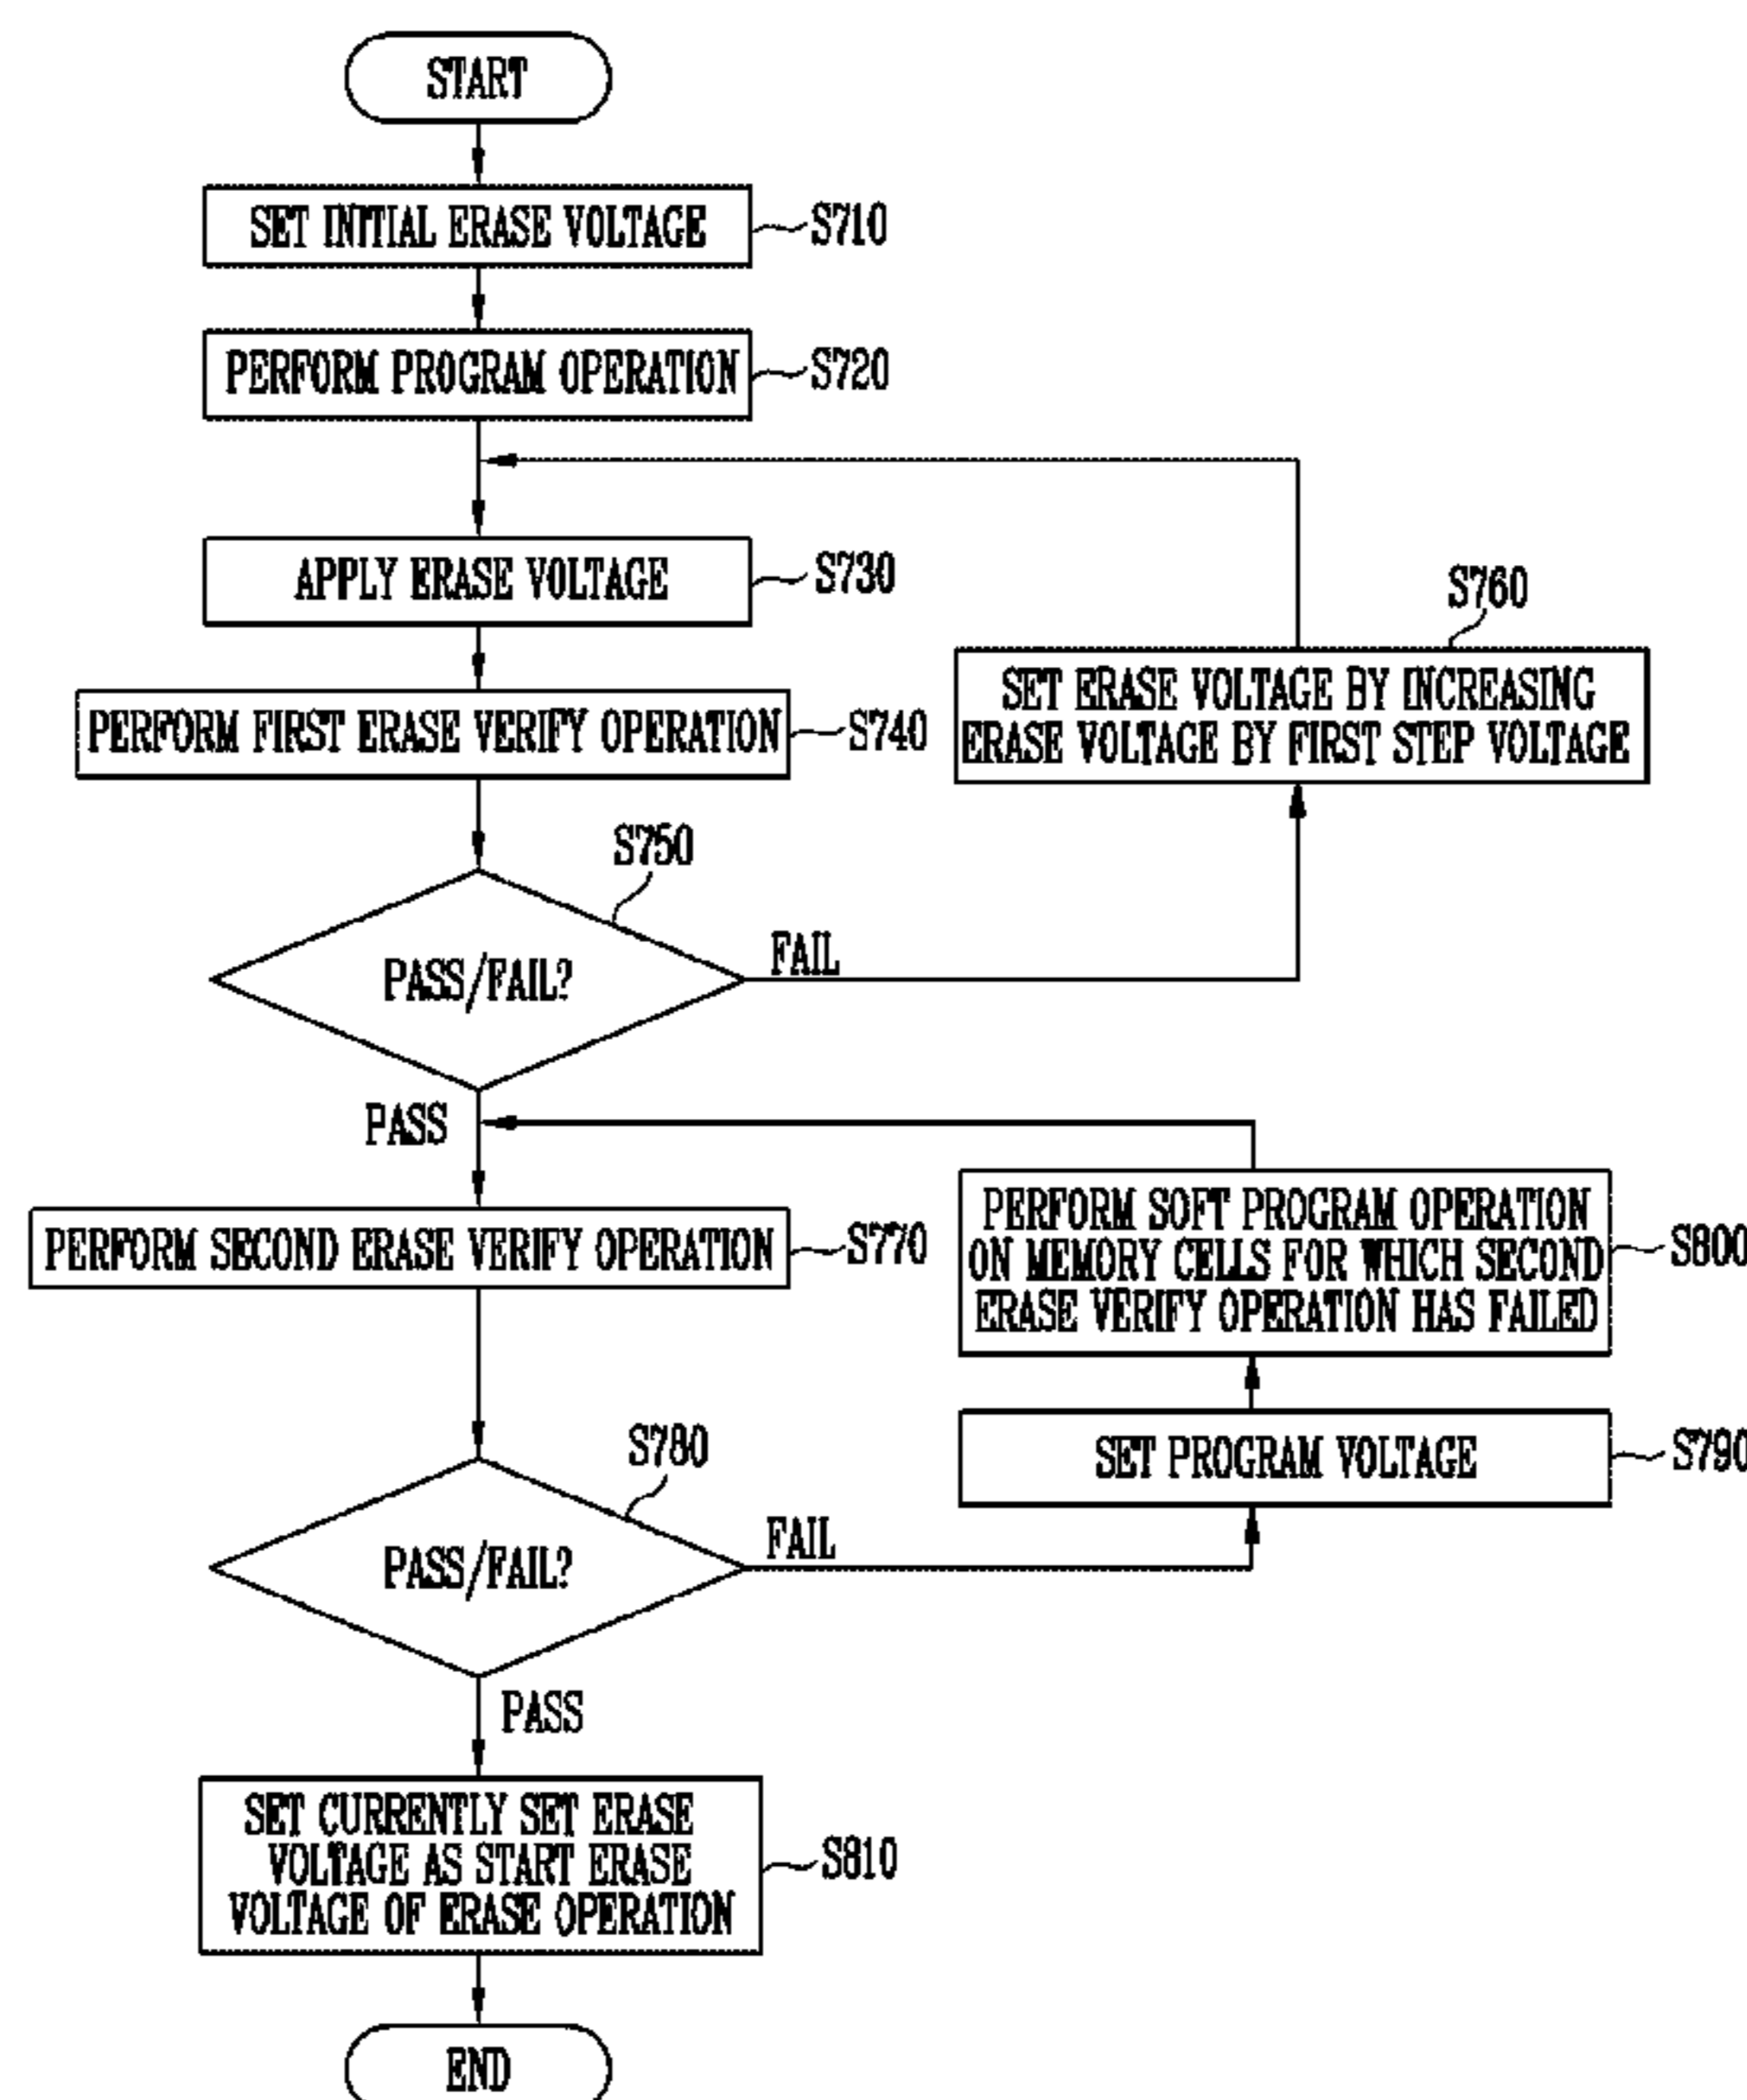 START
SET INITIAL ERASE VOLTAGE
S710
PERFORM PROGRAM OPERATION
S720
APPLY ERASE VOLTAGE
S730
S760
SET ERASE VOLTAGE BY INCREASING
ERASE VOLTAGE BY FIRST STEP VOLTAGE
PERFORM FIRST ERASE VERIFY OPERATION
S740
S750
PASS/FAIL?
FAIL
PASS
PERFORM SECOND ERASE VERIFY OPERATION
S770
PERFORM SOFT PROGRAM OPERATION
ON MEMORY CELLS FOR WHICH SECOND
ERASE VERIFY OPERATION HAS FAILED
S800
SET PROGRAM VOLTAGE
S790
S780
PASS/FAIL?
FAIL
PASS
SET CURRENTLY SET ERASE
VOLTAGE AS START ERASE
VOLTAGE OF ERASE OPERATION
S810
END